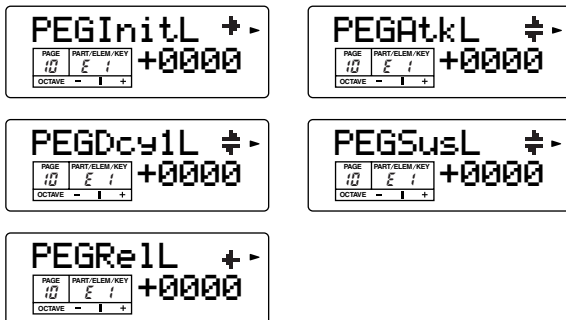 PEGInitL
PAGE PART/ELEM/KEY
10 E 1 +0000
OCTAVE – +
PEGAtkL
PAGE PART/ELEM/KEY
10 E 1 +0000
OCTAVE – +
PEGDcy1L
PAGE PART/ELEM/KEY
10 E 1 +0000
OCTAVE – +
PEGSusL
PAGE PART/ELEM/KEY
10 E 1 +0000
OCTAVE – +
PEGRelL
PAGE PART/ELEM/KEY
10 E 1 +0000
OCTAVE – +